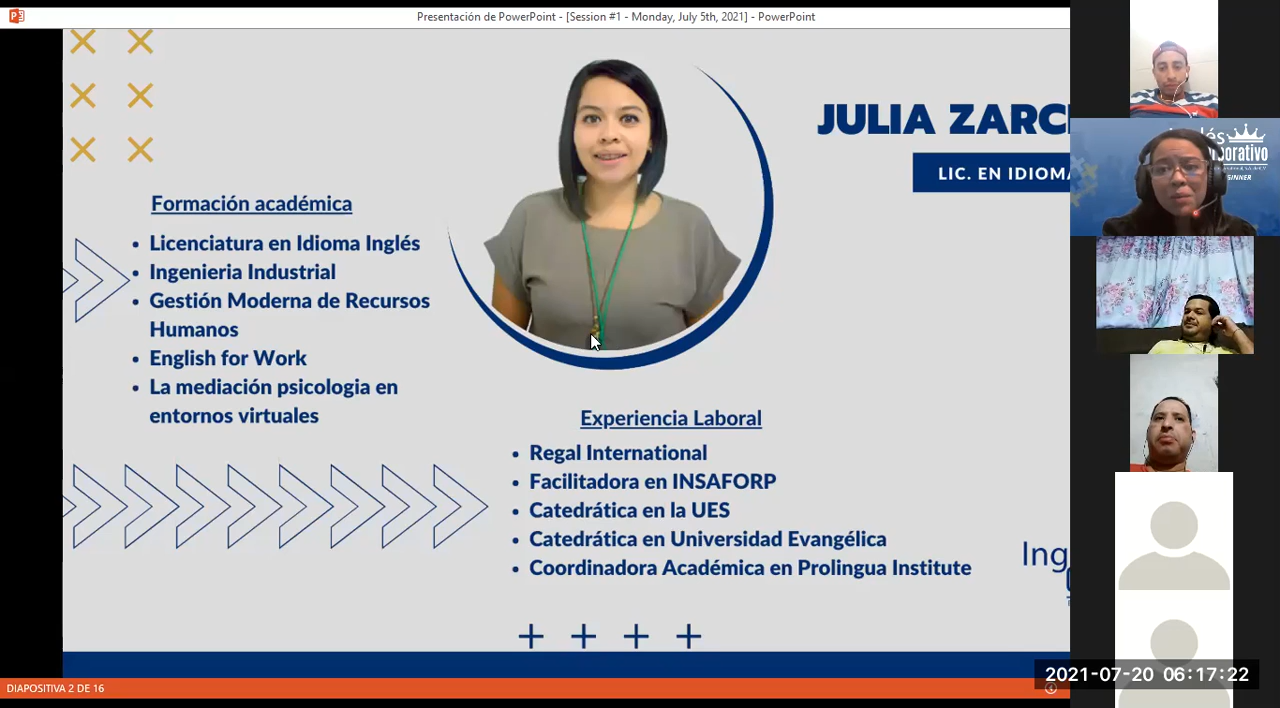 Presentación de PowerPoint - [Session #1 - Monday, July 5th, 2021] - PowerPoint
JULIA ZARC
LIC. EN IDIOMA
Formación académica
• Licenciatura en Idioma Inglés
• Ingenieria Industrial
• Gestión Moderna de Recursos
Humanos
• English for Work
• La mediación psicologia en
entornos virtuales
Experiencia Laboral
• Regal International
• Facilitadora en INSAFORP
• Catedrática en la UES
• Catedrática en Universidad Evangélica
• Coordinadora Académica en Prolingua Institute
Ing
DIAPOSITIVA 2 DE 16
2021-07-20 06:17:22